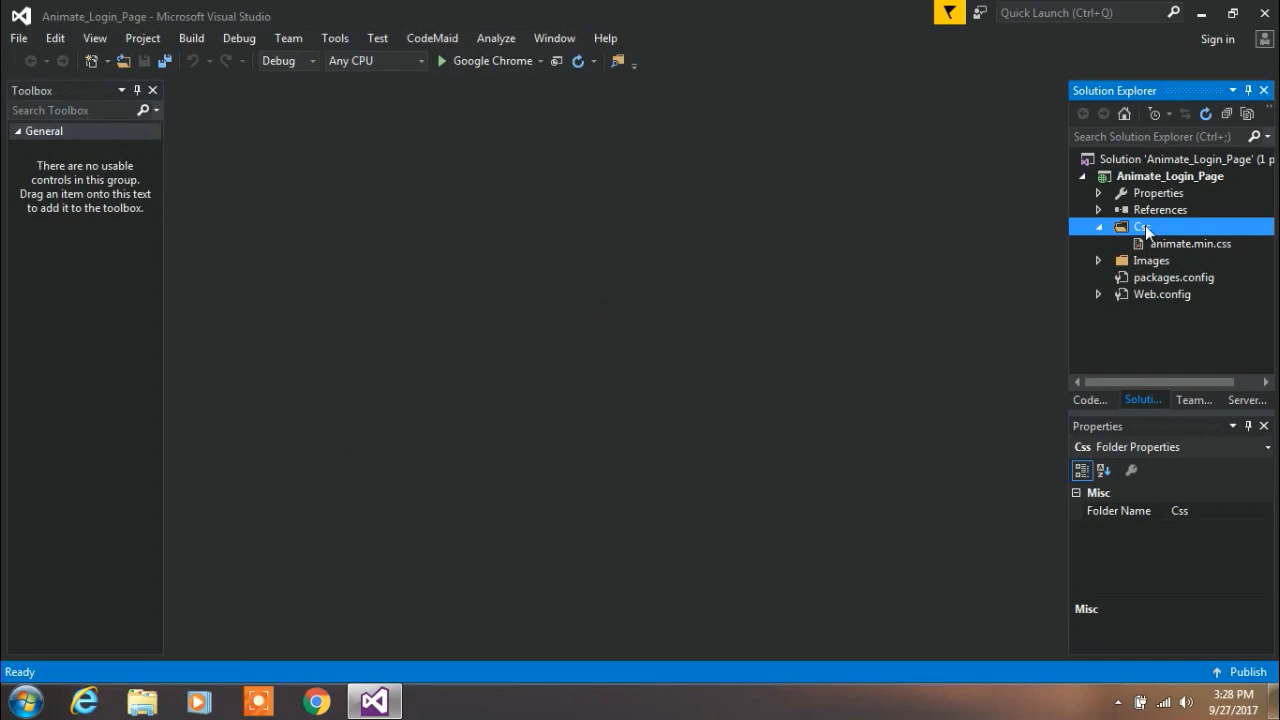 Animate_Login_Page - Microsoft Visual Studio
Quick Launch (Ctrl+Q)
File Edit View Project Build Debug Team Tools Test CodeMaid Analyze Window Help
Sign in
Debug Any CPU Google Chrome
Toolbox
Search Toolbox
General
There are no usable
controls in this group.
Drag an item onto this text
to add it to the toolbox.
Solution Explorer
Search Solution Explorer (Ctrl+;)
Solution 'Animate_Login_Page' (1 p
Animate_Login_Page
Properties
References
Css
animate.min.css
Images
packages.config
Web.config
Code... Soluti... Team... Server...
Properties
Css Folder Properties
Misc
Folder Name Css
Misc
Ready
Publish
3:28 PM
9/27/2017